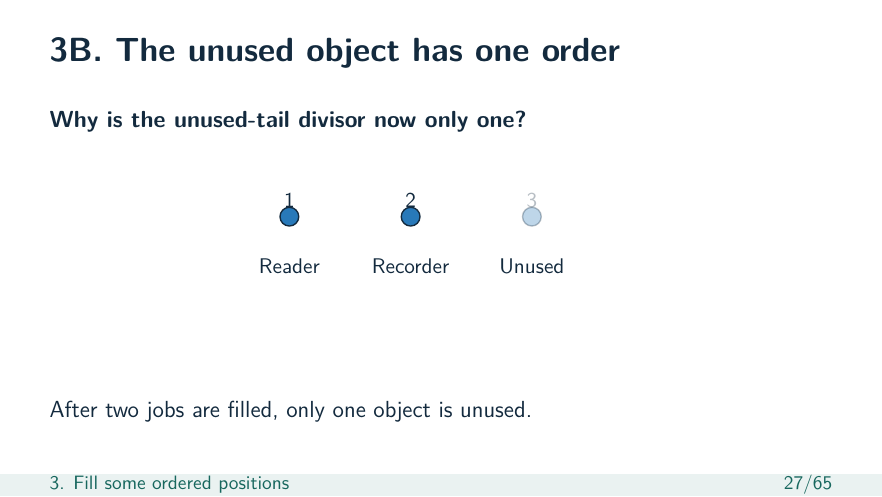 3B. The unused object has one order
Why is the unused-tail divisor now only one?
1 2 3
Reader Recorder Unused
After two jobs are filled, only one object is unused.
3. Fill some ordered positions 27/65